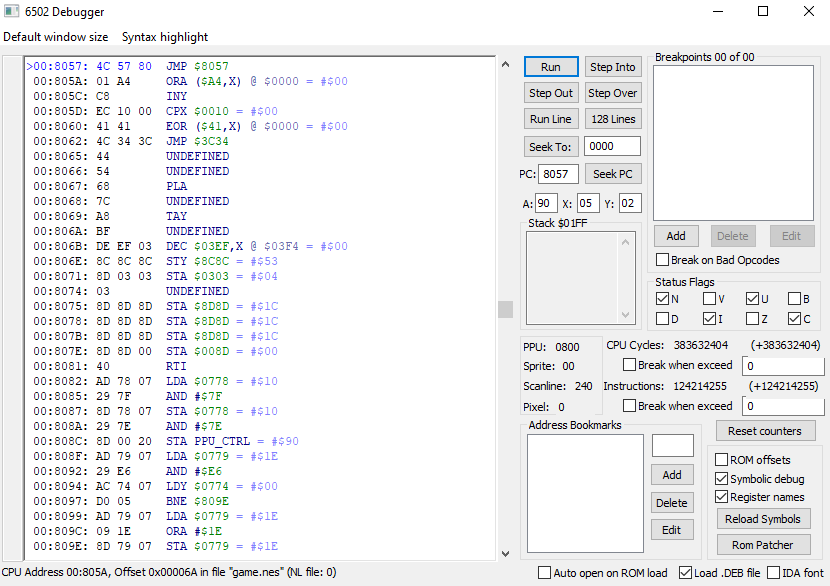 6502 Debugger
Default window size Syntax highlight
>00:8057: 4C 57 80 JMP $8057
00:805A: 01 A4 ORA ($A4,X) @ $0000 = #$00
00:805C: C8 INY
00:805D: EC 10 00 CPX $0010 = #$00
00:8060: 41 41 EOR ($41,X) @ $0000 = #$00
00:8062: 4C 34 3C JMP $3C34
00:8065: 44 UNDEFINED
00:8066: 54 UNDEFINED
00:8067: 68 PLA
00:8068: 7C UNDEFINED
00:8069: A8 TAY
00:806A: BF UNDEFINED
00:806B: DE EF 03 DEC $03EF,X @ $03F4 = #$00
00:806E: 8C 8C 8C STY $8C8C = #$53
00:8071: 8D 03 03 STA $0303 = #$04
00:8074: 03 UNDEFINED
00:8075: 8D 8D 8D STA $8D8D = #$1C
00:8078: 8D 8D 8D STA $8D8D = #$1C
00:807B: 8D 8D 8D STA $8D8D = #$1C
00:807E: 8D 8D 00 STA $008D = #$00
00:8081: 40 RTI
00:8082: AD 78 07 LDA $0778 = #$10
00:8085: 29 7F AND #$7F
00:8087: 8D 78 07 STA $0778 = #$10
00:808A: 29 7E AND #$7E
00:808C: 8D 00 20 STA PPU_CTRL = #$90
00:808F: AD 79 07 LDA $0779 = #$1E
00:8092: 29 E6 AND #$E6
00:8094: AC 74 07 LDY $0774 = #$00
00:8097: D0 05 BNE $809E
00:8099: AD 79 07 LDA $0779 = #$1E
00:809C: 09 1E ORA #$1E
00:809E: 8D 79 07 STA $0779 = #$1E
Run Step Into
Step Out Step Over
Run Line 128 Lines
Seek To: 0000
PC: 8057 Seek PC
A: 90 X: 05 Y: 02
Stack $01FF
Breakpoints 00 of 00
Add Delete Edit
Break on Bad Opcodes
Status Flags
N V U B
D I Z C
PPU: 0800
Sprite: 00
Scanline: 240
Pixel: 0
CPU Cycles: 383632404 (+383632404)
Break when exceed 0
Instructions: 124214255 (+124214255)
Break when exceed 0
Address Bookmarks
Add
Delete
Edit
Reset counters
ROM offsets
Symbolic debug
Register names
Reload Symbols
Rom Patcher
CPU Address 00:805A, Offset 0x00006A in file "game.nes" (NL file: 0)
Auto open on ROM load Load .DEB file IDA font